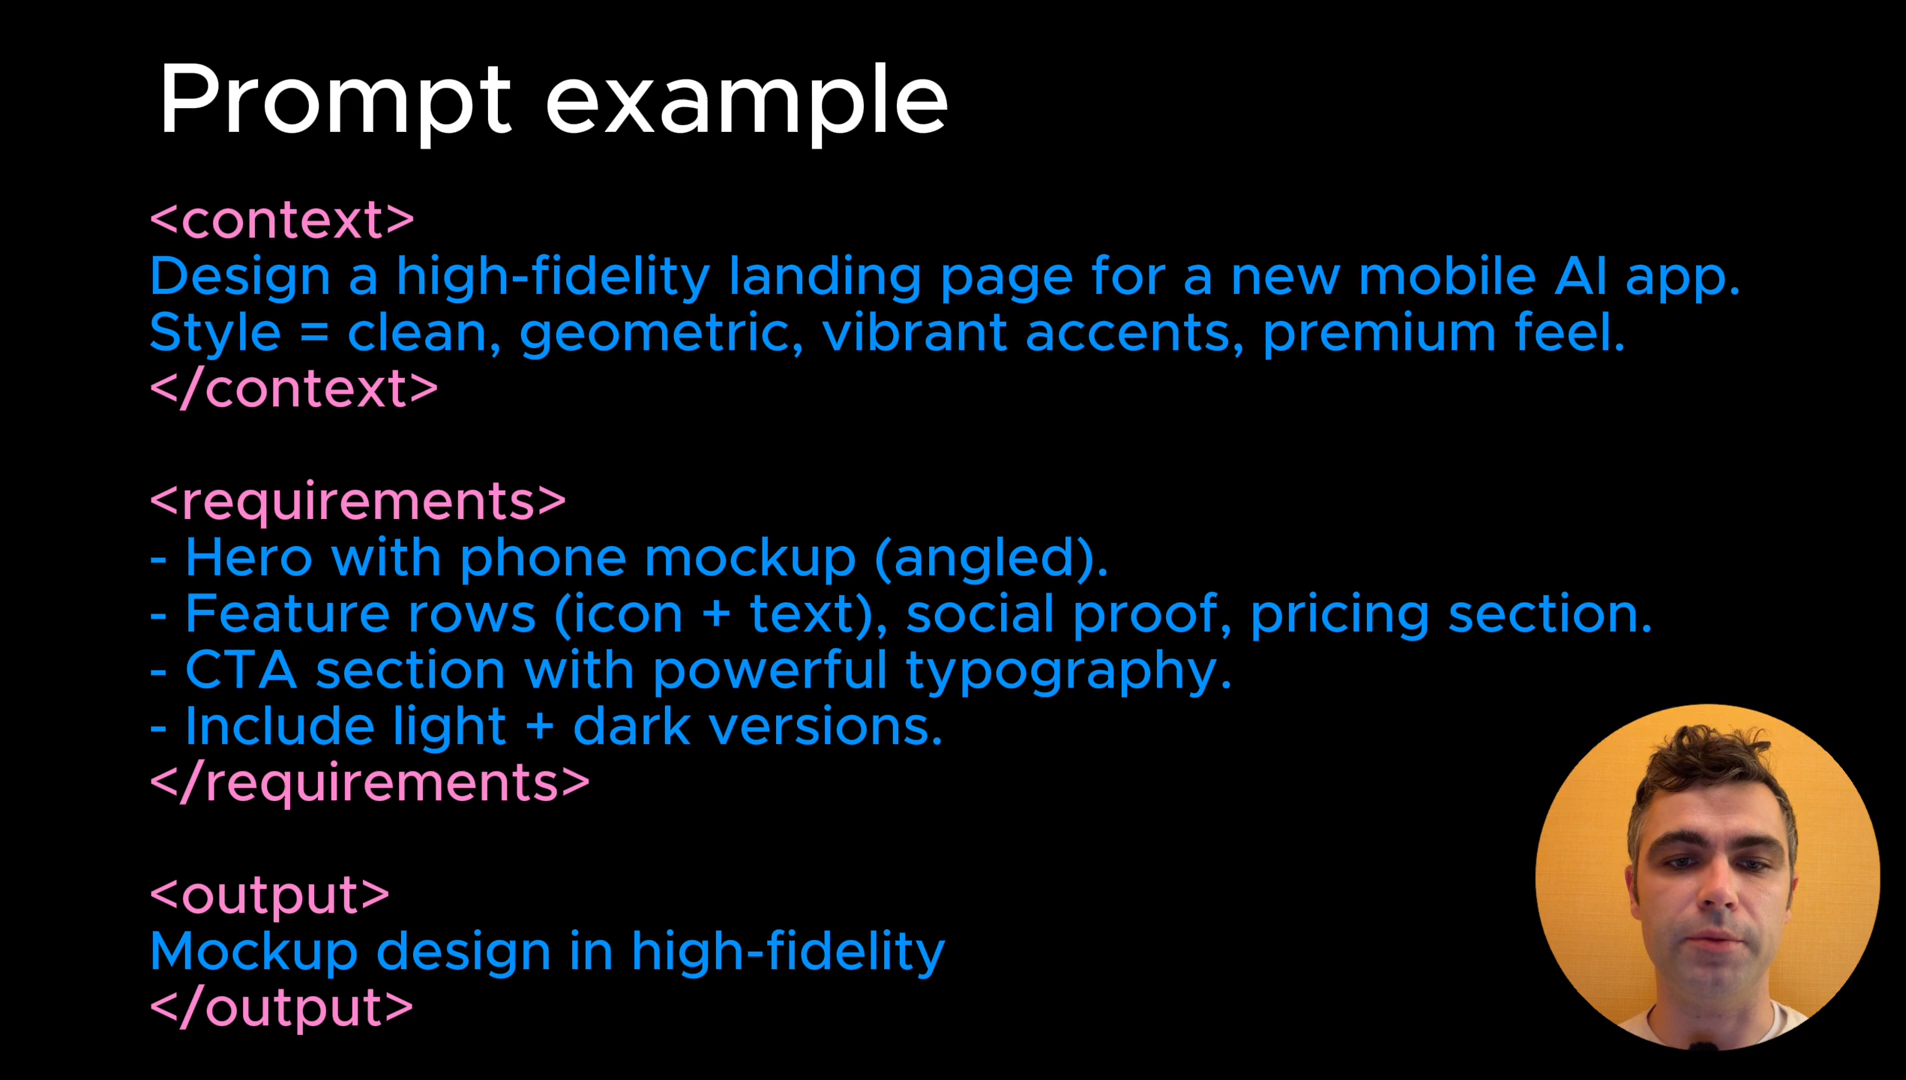 Prompt example
<context>
Design a high-fidelity landing page for a new mobile AI app.
Style = clean, geometric, vibrant accents, premium feel.
</context>
<requirements>
- Hero with phone mockup (angled).
- Feature rows (icon + text), social proof, pricing section.
- CTA section with powerful typography.
- Include light + dark versions.
</requirements>
<output>
Mockup design in high-fidelity
</output>